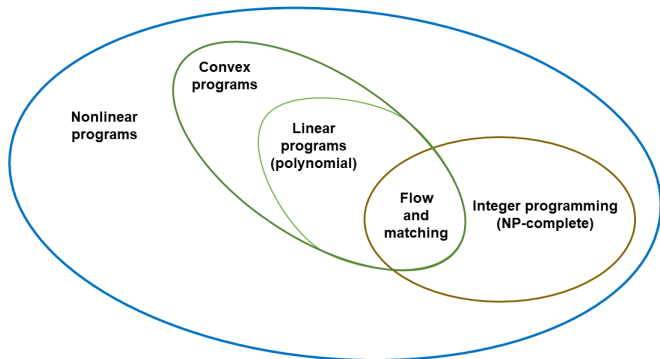 Convex
programs
Nonlinear
programs
Linear
programs
(polynomial)
Flow
and
matching
Integer programming
(NP-complete)